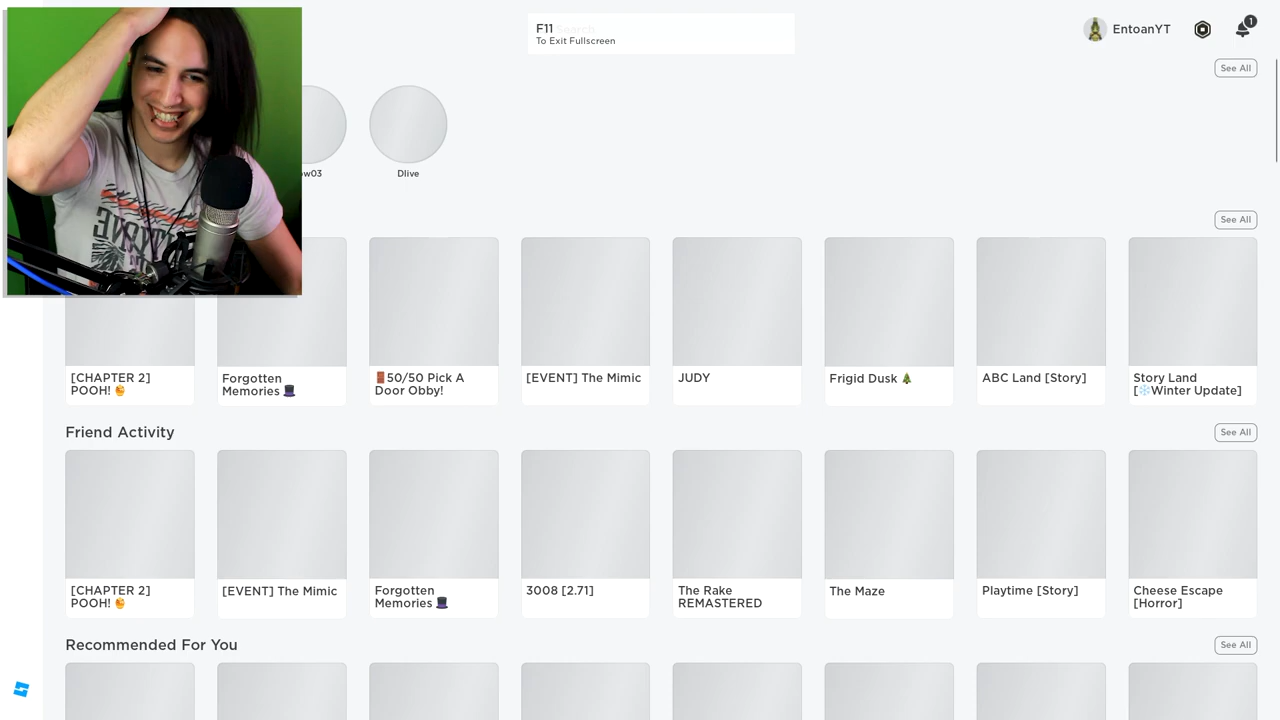 F11 Search
To Exit Fullscreen
EntoanYT
1
See All
w03
Dlive
See All
[CHAPTER 2]
POOH! 🍯
Forgotten
Memories 🎩
🚪50/50 Pick A
Door Obby!
[EVENT] The Mimic
JUDY
Frigid Dusk 🎄
ABC Land [Story]
Story Land
[❄️Winter Update]
Friend Activity
See All
[CHAPTER 2]
POOH! 🍯
[EVENT] The Mimic
Forgotten
Memories 🎩
3008 [2.71]
The Rake
REMASTERED
The Maze
Playtime [Story]
Cheese Escape
[Horror]
Recommended For You
See All